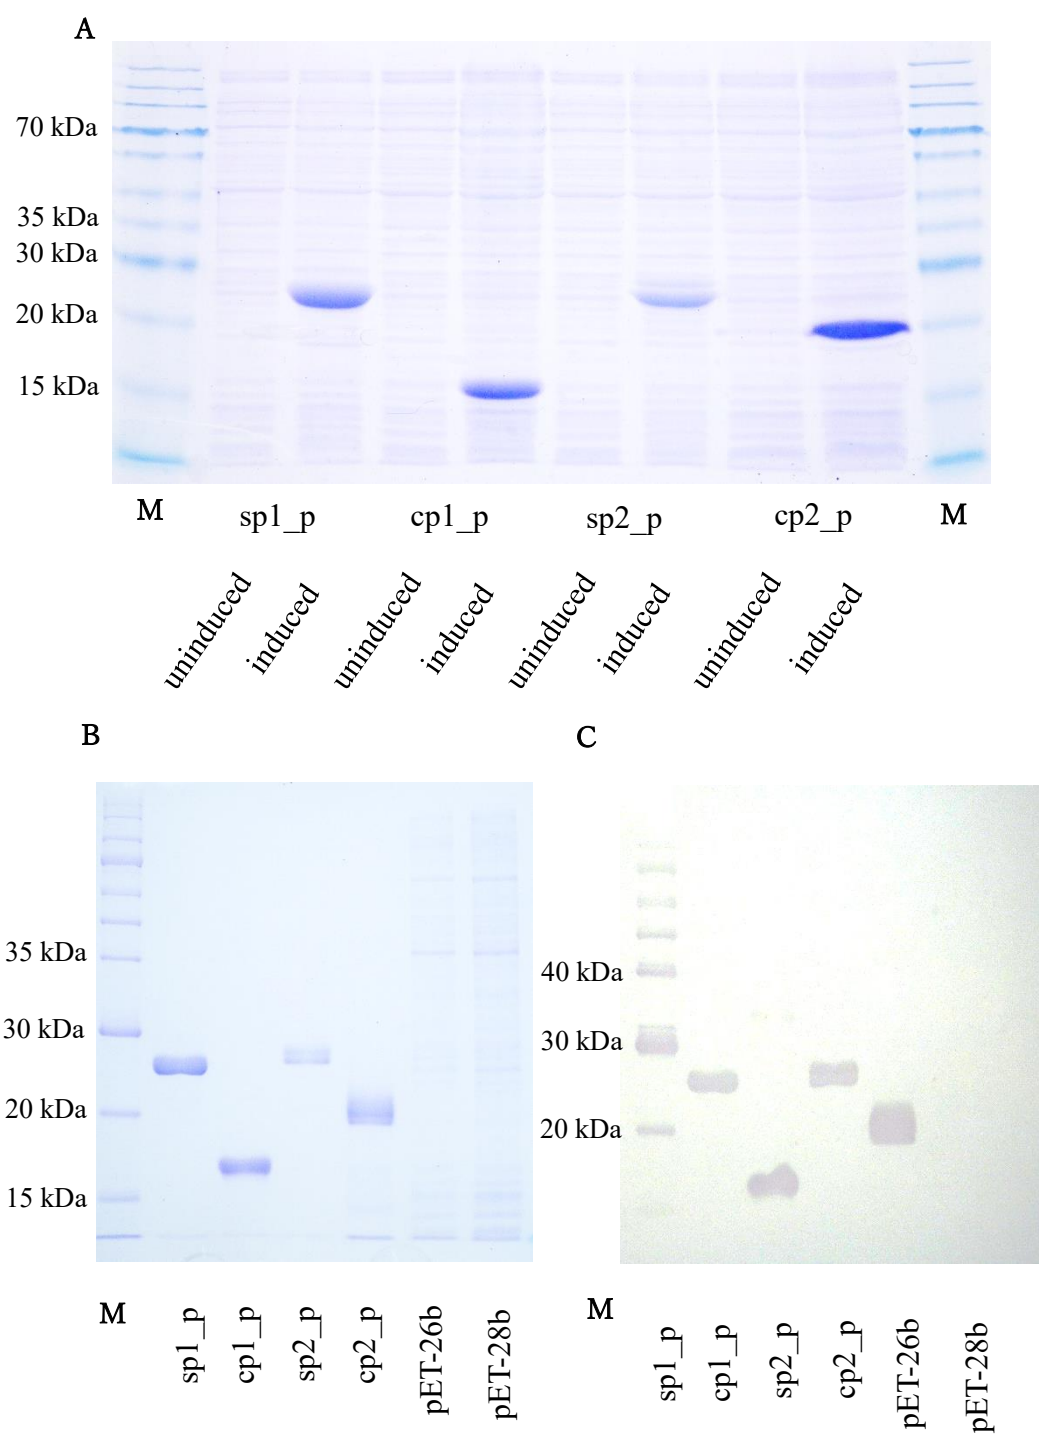 A
70 kDa
35 kDa
30 kDa
20 kDa
15 kDa
M sp1_p cp1_p sp2_p cp2_p M
uninduced induced uninduced induced uninduced induced uninduced induced
B
35 kDa
30 kDa
20 kDa
15 kDa
M sp1_p cp1_p sp2_p cp2_p pET-26b pET-28b
C
40 kDa
30 kDa
20 kDa
M sp1_p cp1_p sp2_p cp2_p pET-26b pET-28b